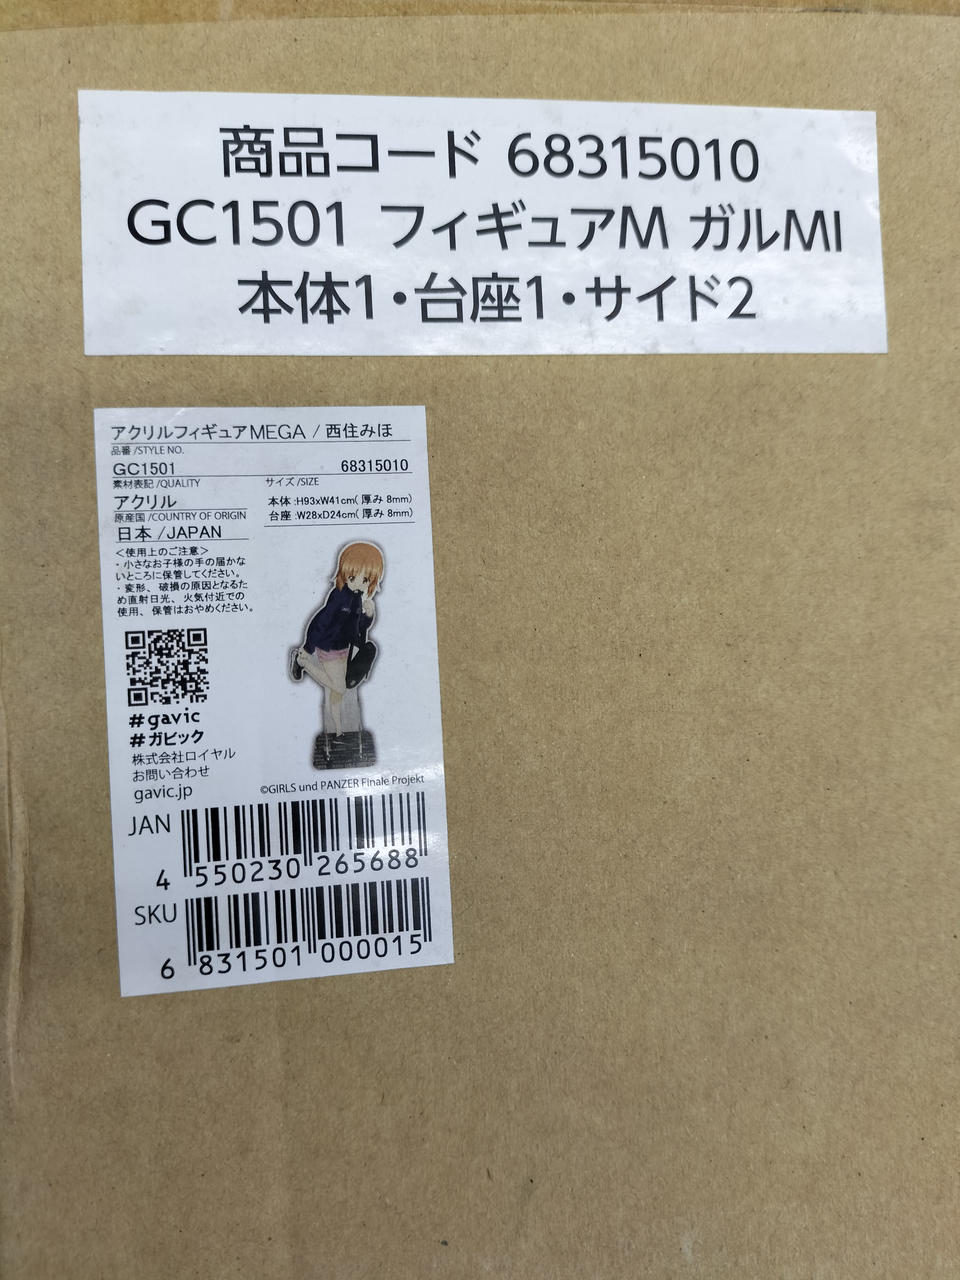 商品コード 68315010
GC1501 フィギュアM ガルMI
本体1・台座1・サイド2
アクリルフィギュアMEGA / 西住みほ
品番 /STYLE NO.
GC1501 68315010
素材表記 /QUALITY サイズ /SIZE
アクリル
本体 :H93xW41cm( 厚み 8mm)
原産国 /COUNTRY OF ORIGIN
台座 :W28xD24cm( 厚み 8mm)
日本 /JAPAN
＜使用上のご注意＞
・小さなお子様の手の届かな
いところに保管してください。
・変形、破損の原因となるた
め直射日光、火気付近での
使用、保管はおやめください。
#gavic
#ガビック
株式会社ロイヤル
お問い合わせ
gavic.jp
©GIRLS und PANZER Finale Projekt
JAN
4 550230 265688
SKU
6 831501 000015